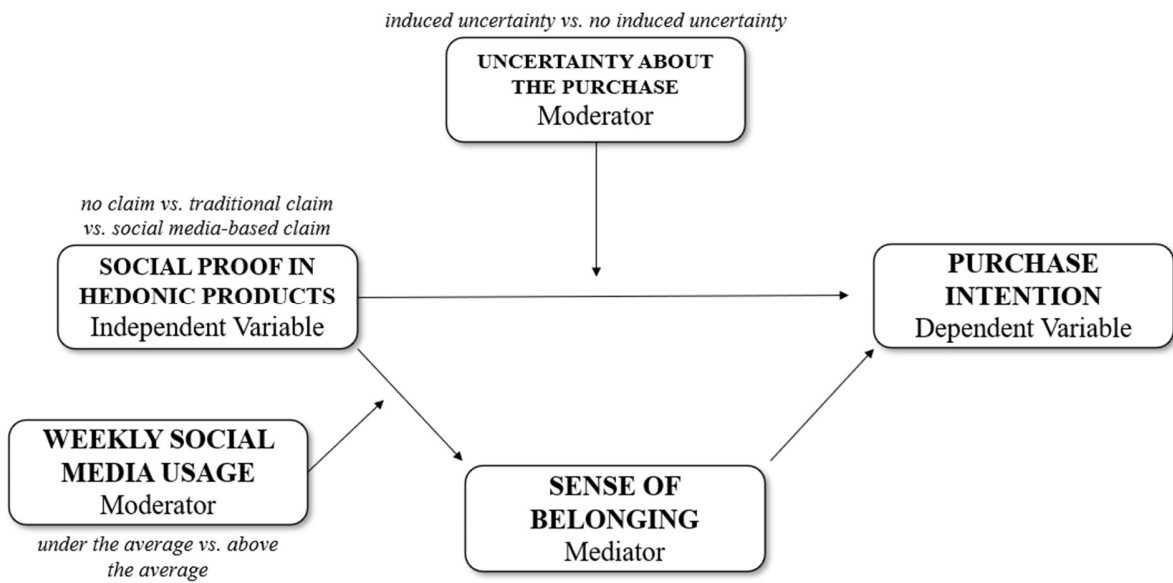 induced uncertainty vs. no induced uncertainty
UNCERTAINTY ABOUT
THE PURCHASE
Moderator
no claim vs. traditional claim
vs. social media-based claim
SOCIAL PROOF IN
HEDONIC PRODUCTS
Independent Variable
PURCHASE
INTENTION
Dependent Variable
WEEKLY SOCIAL
MEDIA USAGE
Moderator
under the average vs. above
the average
SENSE OF
BELONGING
Mediator